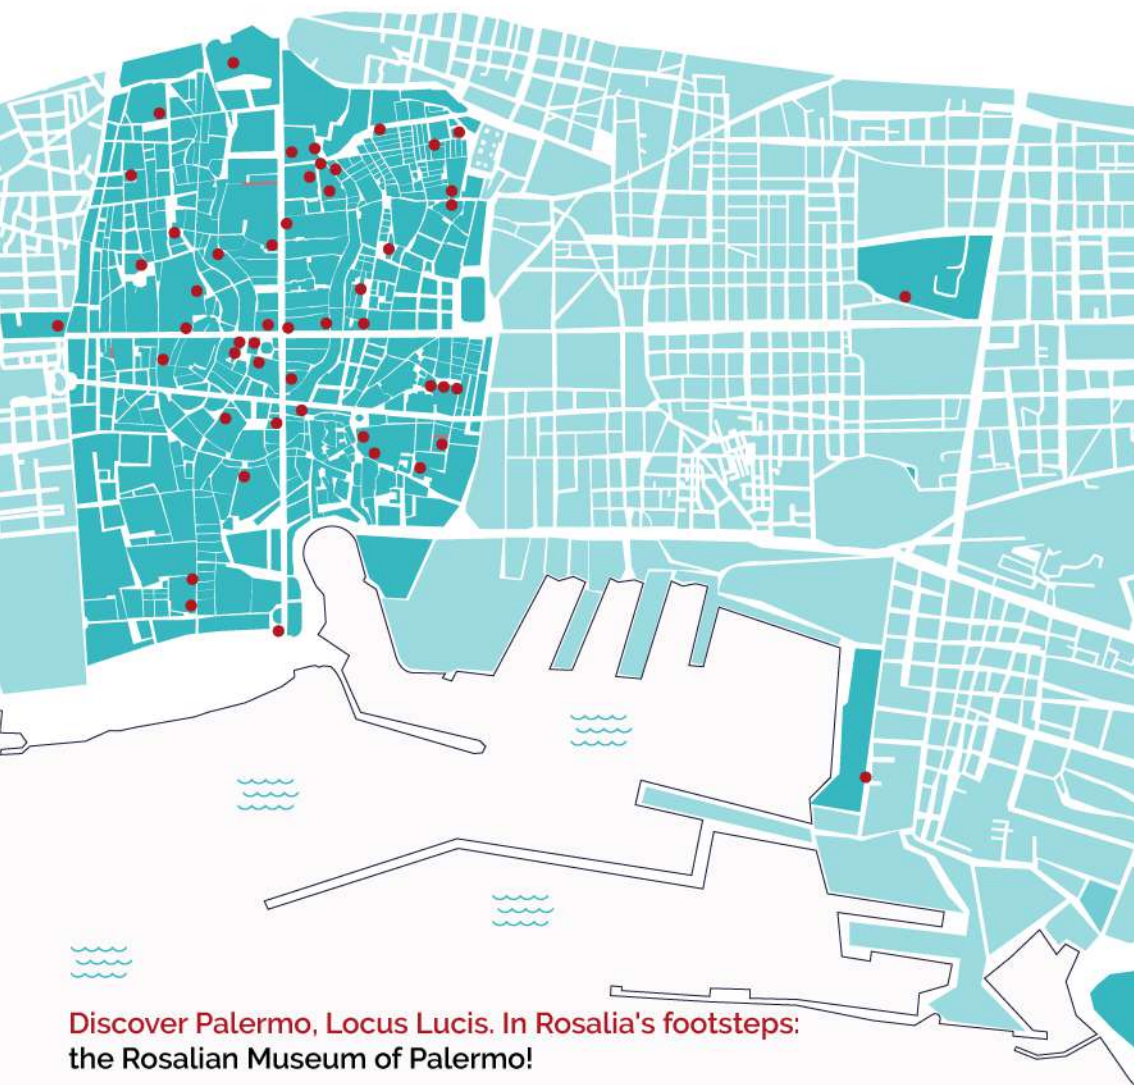 Discover Palermo, Locus Lucis. In Rosalia's footsteps:
the Rosalian Museum of Palermo!